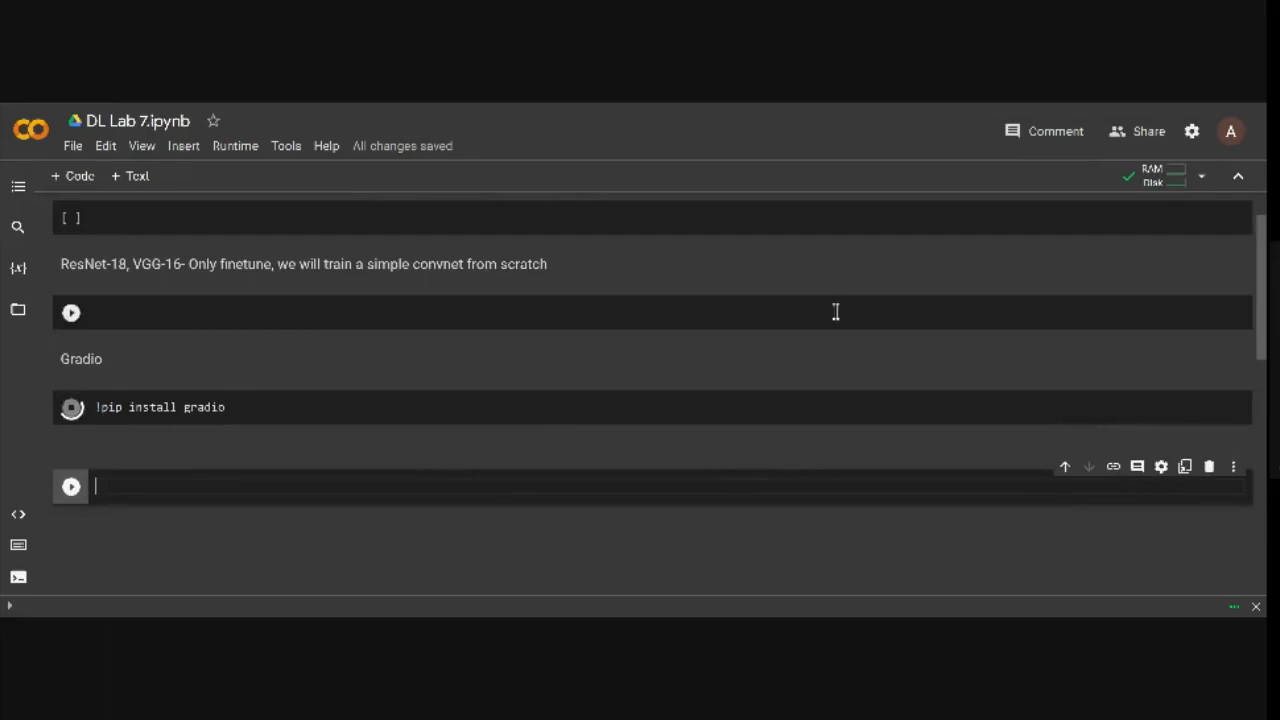 DL Lab 7.ipynb
Comment
Share
A
File Edit View Insert Runtime Tools Help All changes saved
+ Code + Text
RAM
Disk
[ ]
ResNet-18, VGG-16- Only finetune, we will train a simple convnet from scratch
Gradio
!pip install gradio